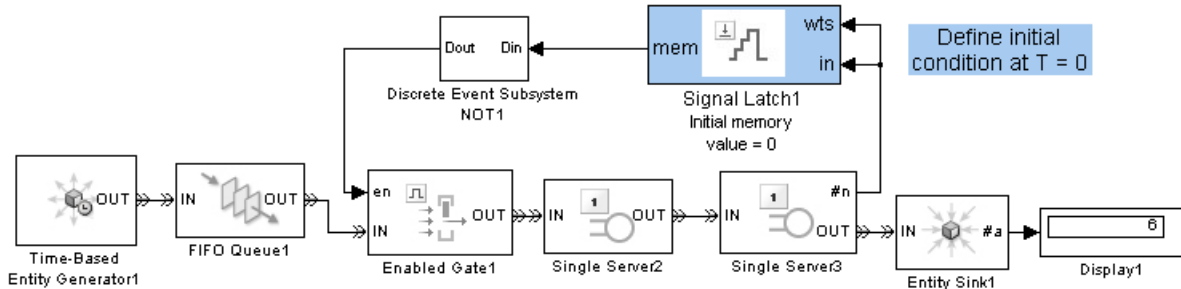 mem
wts
in
Define initial
condition at T = 0
Dout
Din
Discrete Event Subsystem
NOT1
Signal Latch1
Initial memory
value = 0
OUT
Time-Based
Entity Generator1
IN
OUT
FIFO Queue1
en
IN
OUT
Enabled Gate1
1
IN
OUT
Single Server2
1
IN
#n
OUT
Single Server3
IN
#a
Entity Sink1
6
Display1